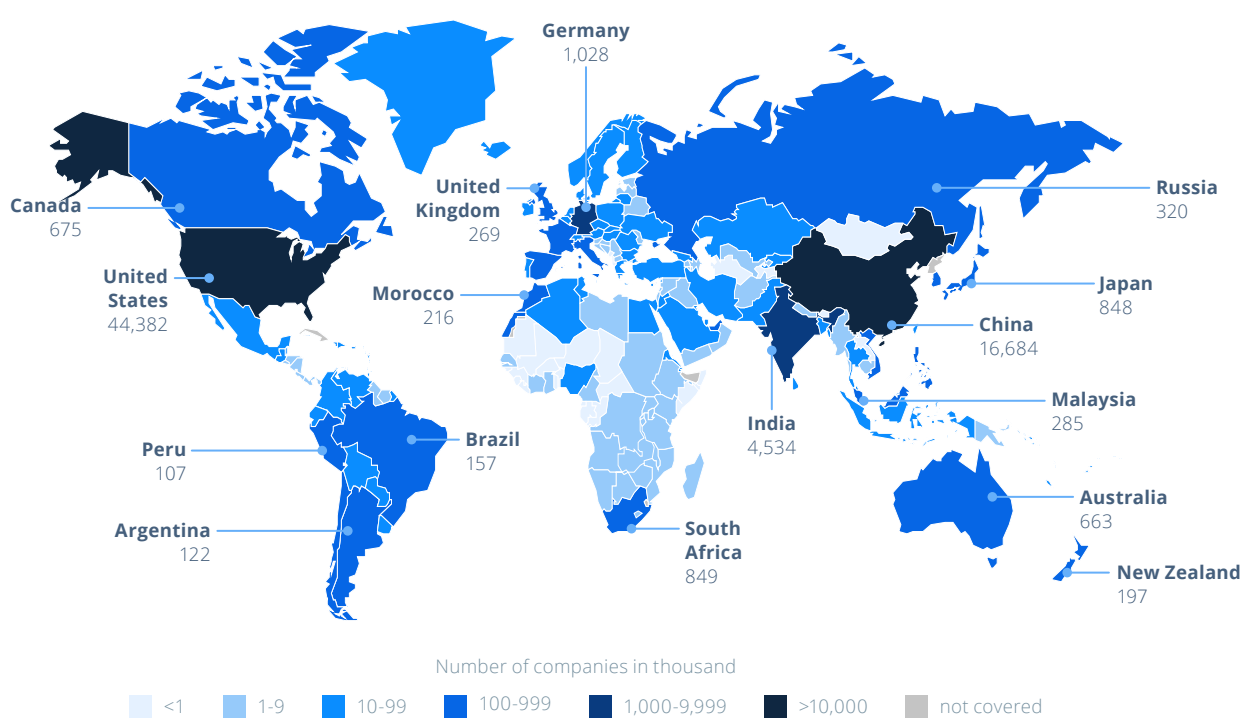 Germany
1,028
United
Kingdom
269
Russia
320
Canada
675
United
States
44,382
Morocco
216
Japan
848
China
16,684
Malaysia
285
India
4,534
Brazil
157
Peru
107
Australia
663
Argentina
122
South
Africa
849
New Zealand
197
Number of companies in thousand
<1 1-9 10-99 100-999 1,000-9,999 >10,000 not covered